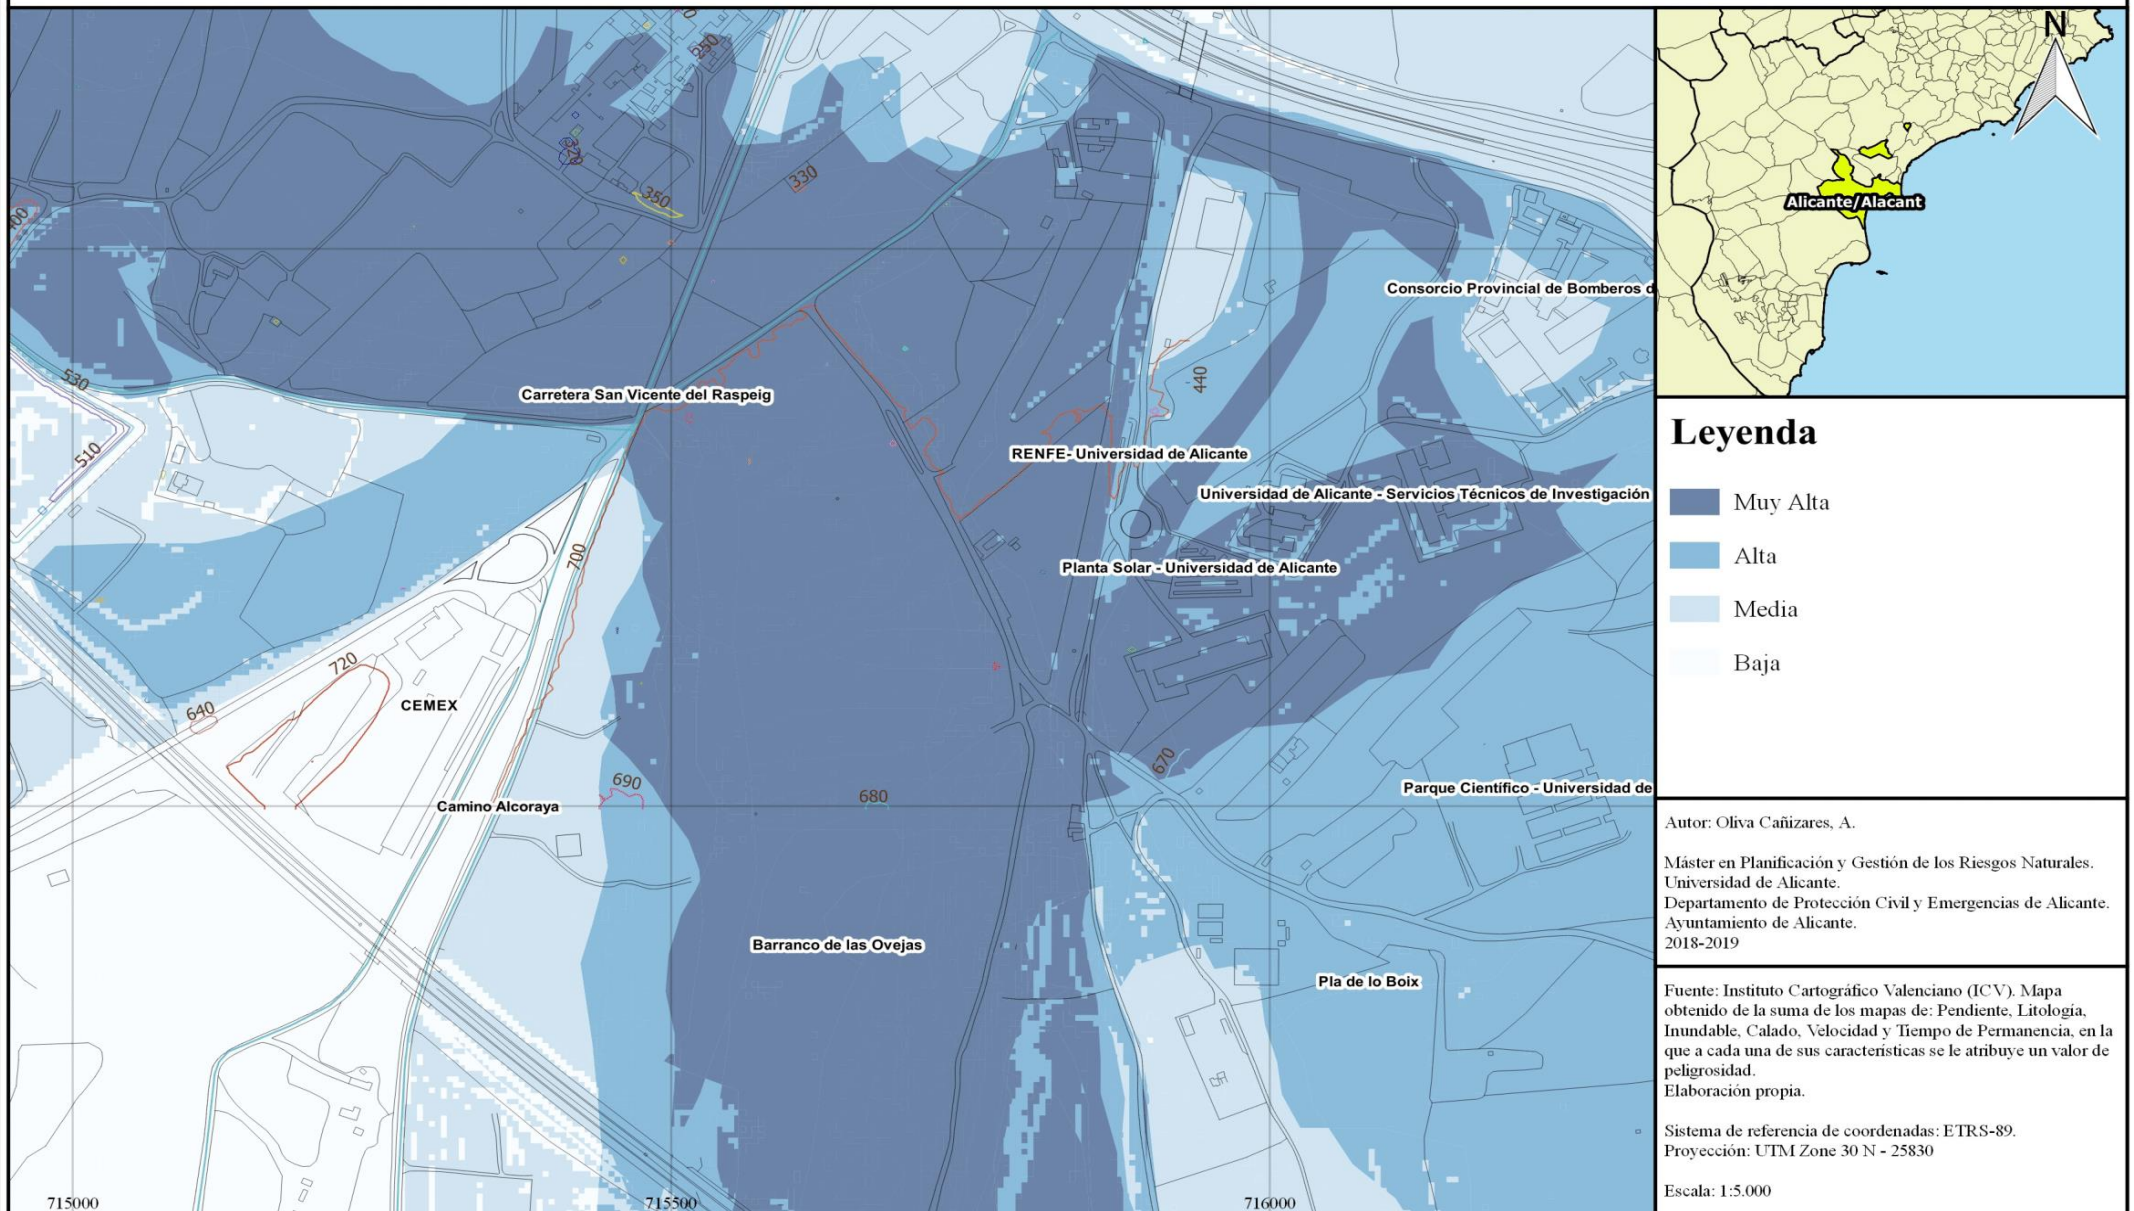 250
320
350
330
530
510
440
Carretera San Vicente del Raspeig
RENFE- Universidad de Alicante
Consorcio Provincial de Bomberos d
Universidad de Alicante - Servicios Técnicos de Investigación
Planta Solar - Universidad de Alicante
700
720
640
CEMEX
Camino Alcoraya
690
680
670
Parque Científico - Universidad de
Barranco de las Ovejas
Pla de lo Boix
715000
715500
716000
N
Alicante/Alacant
Leyenda
Muy Alta
Alta
Media
Baja
Autor: Oliva Cañizares, A.
Máster en Planificación y Gestión de los Riesgos Naturales.
Universidad de Alicante.
Departamento de Protección Civil y Emergencias de Alicante.
Ayuntamiento de Alicante.
2018-2019
Fuente: Instituto Cartográfico Valenciano (ICV). Mapa
obtenido de la suma de los mapas de: Pendiente, Litología,
Inundable, Calado, Velocidad y Tiempo de Permanencia, en la
que a cada una de sus características se le atribuye un valor de
peligrosidad.
Elaboración propia.
Sistema de referencia de coordenadas: ETRS-89.
Proyección: UTM Zone 30 N - 25830
Escala: 1:5.000